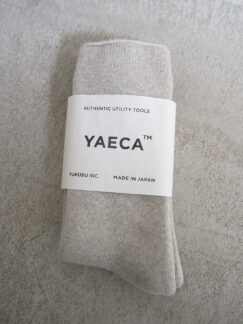 AUTHENTIC UTILITY TOOLS
YAECA™
FUKUBU INC. MADE IN JAPAN